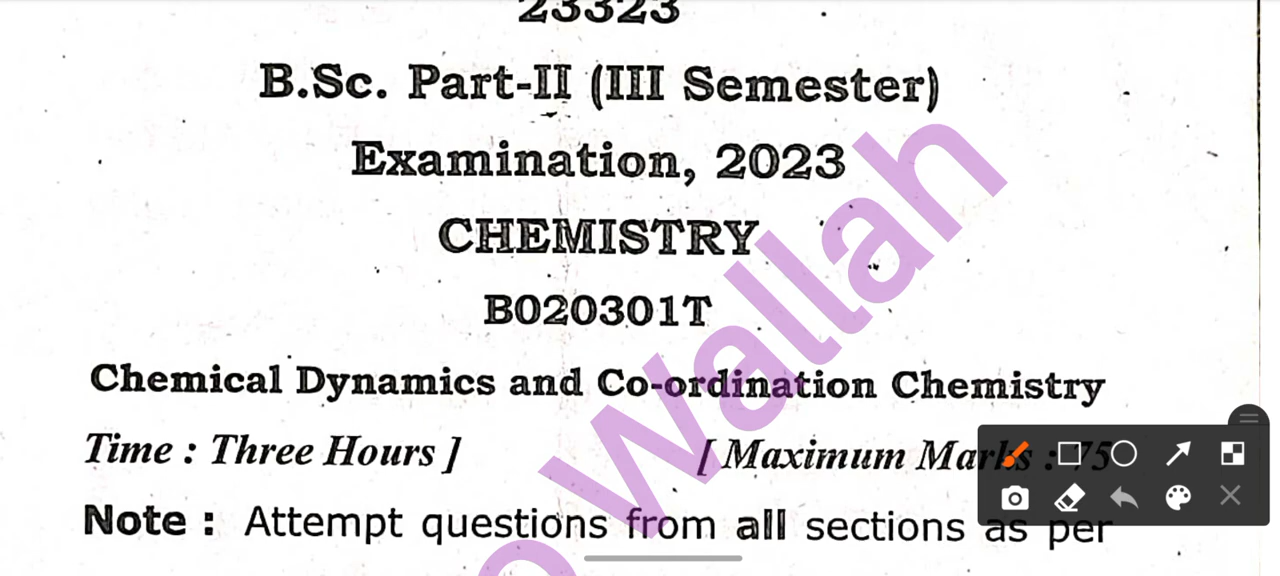 23323
B.Sc. Part-II (III Semester)
Examination, 2023
CHEMISTRY
B020301T
Chemical Dynamics and Co-ordination Chemistry
Time : Three Hours ] [ Maximum Marks : 75
Note : Attempt questions from all sections as per
Wallah